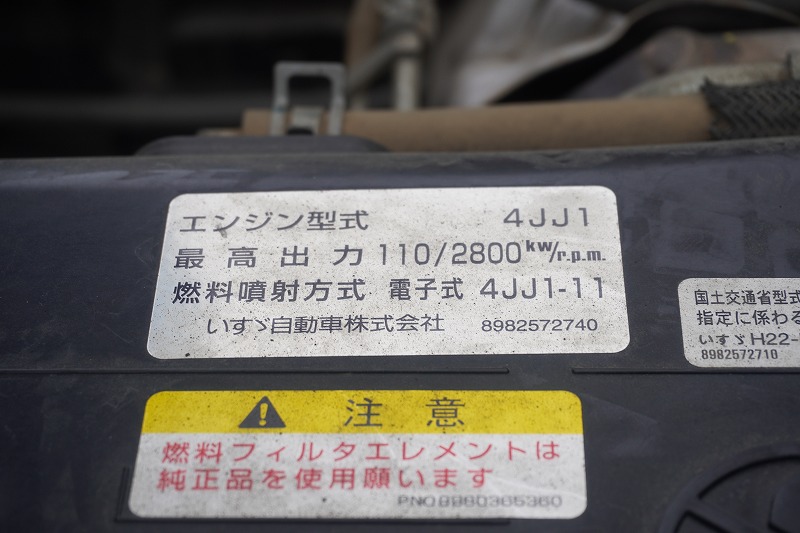 エンジン型式 4JJ1
最高出力 110/2800kw/r.p.m.
燃料噴射方式 電子式 4JJ1-11
いすゞ自動車株式会社 8982572740
国土交通省型式
指定に係わる
いすゞH22-
8982572710
注意
燃料フィルタエレメントは
純正品を使用願います
PNO8980365360